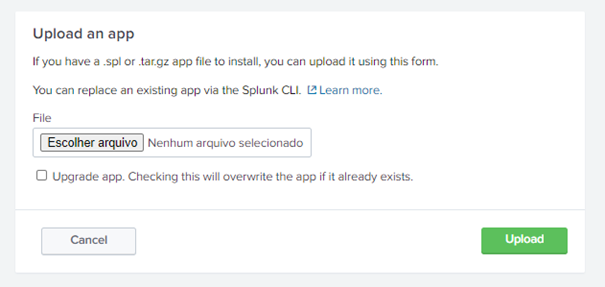 Upload an app
If you have a .spl or .tar.gz app file to install, you can upload it using this form.
You can replace an existing app via the Splunk CLI. Learn more.
File
Escolher arquivo Nenhum arquivo selecionado
Upgrade app. Checking this will overwrite the app if it already exists.
Cancel Upload